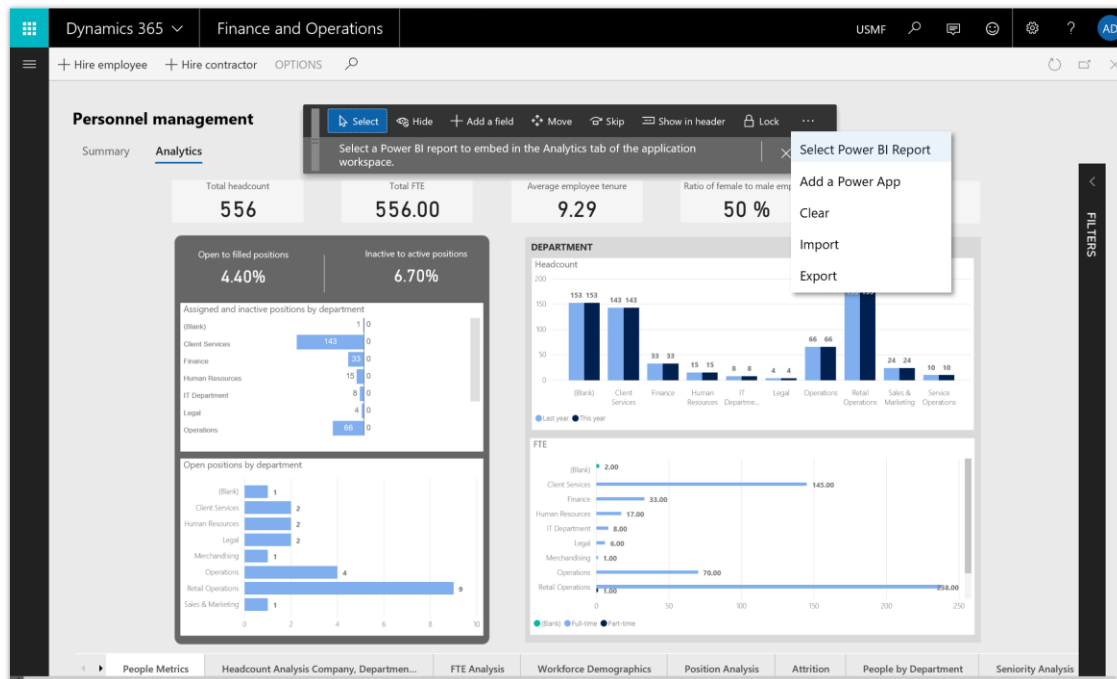 Dynamics 365
Finance and Operations
USMF
?
AD
+ Hire employee + Hire contractor OPTIONS
Personnel management
Select Hide + Add a field Move Skip Show in header Lock ...
Select a Power BI report to embed in the Analytics tab of the application
workspace.
Select Power BI Report
Add a Power App
Clear
Import
Export
Summary Analytics
FILTERS
Total headcount
556
Total FTE
556.00
Average employee tenure
9.29
Ratio of female to male
50 %
Open to filled positions
4.40%
Inactive to active positions
6.70%
Assigned and inactive positions by department
(Blank) 1 0
Client Services 143 0
Finance 33 0
Human Resources 15 0
IT Department 8 0
Legal 4 0
Operations 66 0
Open positions by department
(Blank) 1
Client Services 2
Human Resources 2
Legal 2
Merchandising 1
Operations 4
Retail Operations 9
Sales & Marketing 1
0 2 4 6 8 10
DEPARTMENT
Headcount
200
150
100
50
0
153 153 143 143 33 33 15 15 8 8 4 4 66 66 24 24 10 10
(Blank) Client Finance Human IT Legal Operations Retail Sales & Service
Services Resources Departme... Operations Marketing Operations
Last year This year
FTE
(Blank) 2.00
Client Services 145.00
Finance 33.00
Human Resources 17.00
IT Department 8.00
Legal 6.00
Merchandising 1.00
Operations 70.00
Retail Operations 238.00
1.00
0 50 100 150 200 250
(Blank) Full-time Part-time
People Metrics Headcount Analysis Company, Departmen... FTE Analysis Workforce Demographics Position Analysis Attrition People by Department Seniority Analysis